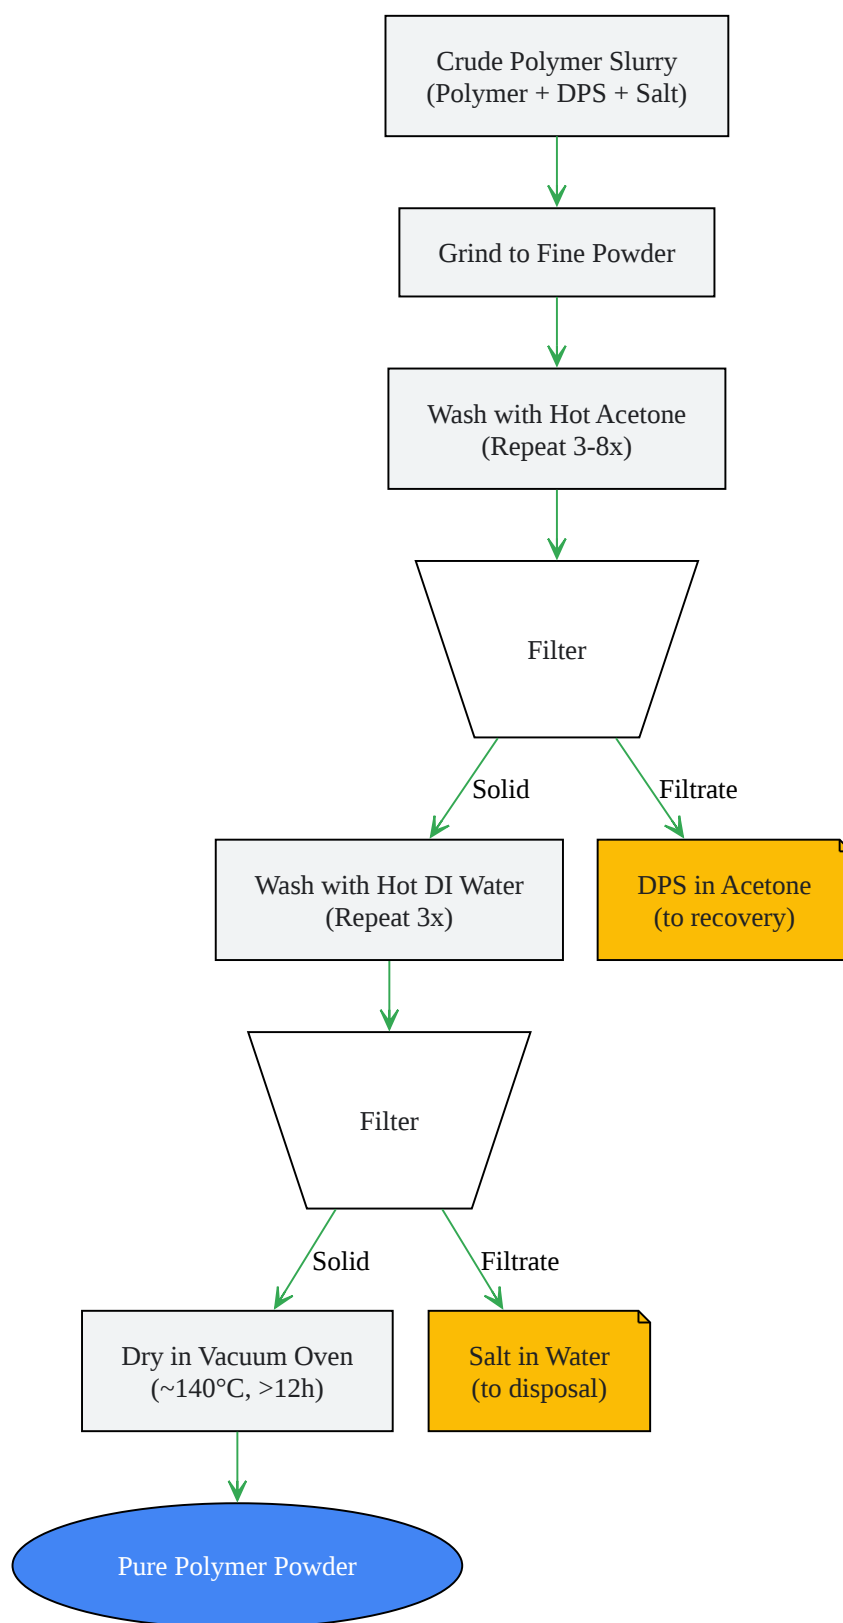 Crude Polymer Slurry
(Polymer + DPS + Salt)
Grind to Fine Powder
Wash with Hot Acetone
(Repeat 3-8x)
Filter
Solid
Filtrate
Wash with Hot DI Water
(Repeat 3x)
DPS in Acetone
(to recovery)
Filter
Solid
Filtrate
Dry in Vacuum Oven
(~140°C, >12h)
Salt in Water
(to disposal)
Pure Polymer Powder